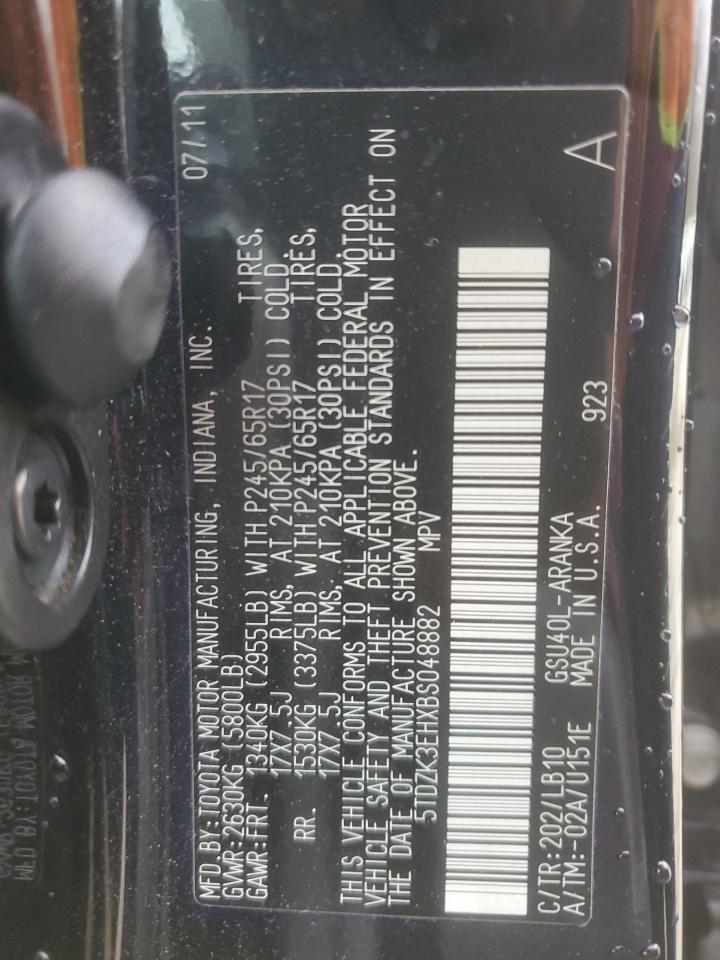 MFD.BY:TOYOTA MOTOR MANUFACTURING, INDIANA, INC. 07/11
GVWR:2630KG (5800LB)
GAWR:FRT. 1340KG (2955LB) WITH P245/65R17 TIRES,
17X7.5J RIMS, AT 210KPA (30PSI) COLD.
RR. 1530KG (3375LB) WITH P245/65R17 TIRES,
17X7.5J RIMS, AT 210KPA (30PSI) COLD.
THIS VEHICLE CONFORMS TO ALL APPLICABLE FEDERAL MOTOR
VEHICLE SAFETY AND THEFT PREVENTION STANDARDS IN EFFECT ON
THE DATE OF MANUFACTURE SHOWN ABOVE.
5TDZK3EHXBS048882 MPV
C/TR:202/LB10 GSU40L-ARANKA 923
A/TM:-02A/U151E MADE IN U.S.A. A